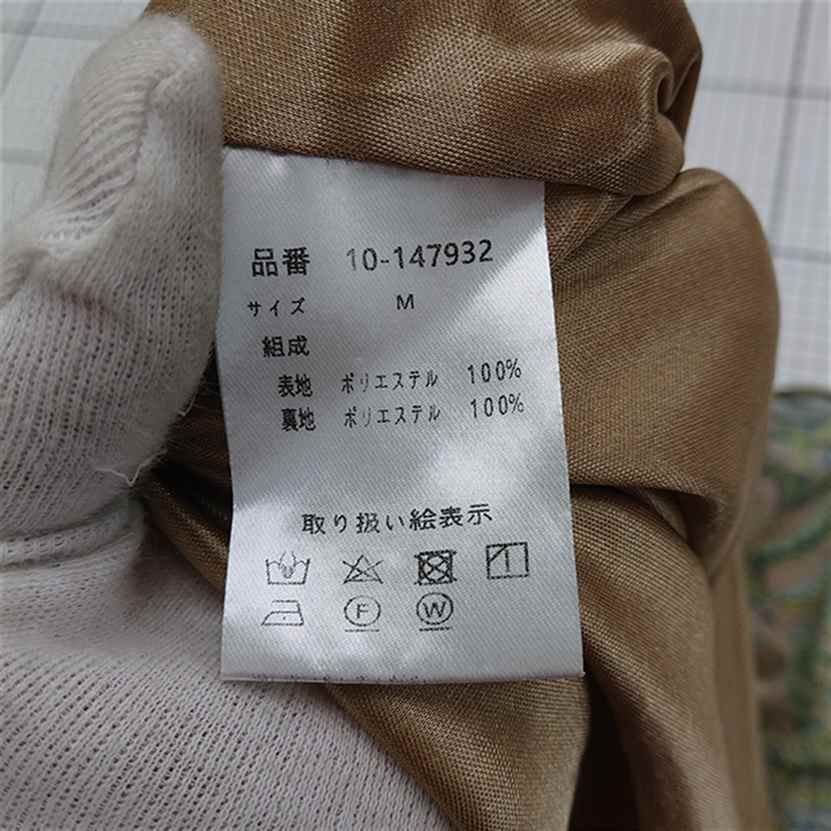 品番 10-147932
サイズ M
組成
表地 ポリエステル 100%
裏地 ポリエステル 100%
取り扱い絵表示
F W